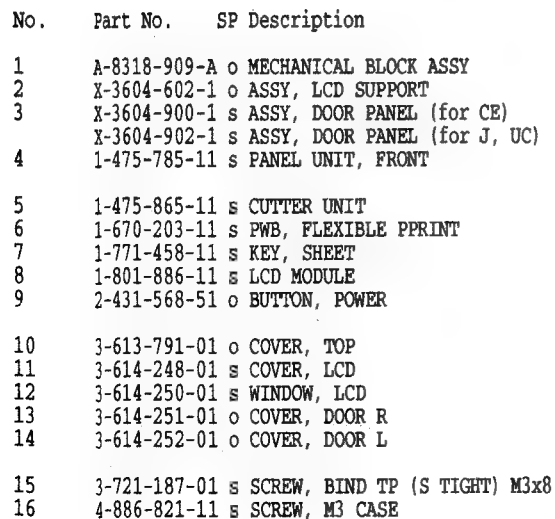 No. Part No. SP Description
1 A-8318-909-A o MECHANICAL BLOCK ASSY
2 X-3604-602-1 o ASSY, LCD SUPPORT
3 X-3604-900-1 s ASSY, DOOR PANEL (for CE)
X-3604-902-1 s ASSY, DOOR PANEL (for J, UC)
4 1-475-785-11 s PANEL UNIT, FRONT
5 1-475-865-11 s CUTTER UNIT
6 1-670-203-11 s PWB, FLEXIBLE PPRINT
7 1-771-458-11 s KEY, SHEET
8 1-801-886-11 s LCD MODULE
9 2-431-568-51 o BUTTON, POWER
10 3-613-791-01 o COVER, TOP
11 3-614-248-01 s COVER, LCD
12 3-614-250-01 s WINDOW, LCD
13 3-614-251-01 o COVER, DOOR R
14 3-614-252-01 o COVER, DOOR L
15 3-721-187-01 s SCREW, BIND TP (S TIGHT) M3x8
16 4-886-821-11 s SCREW, M3 CASE